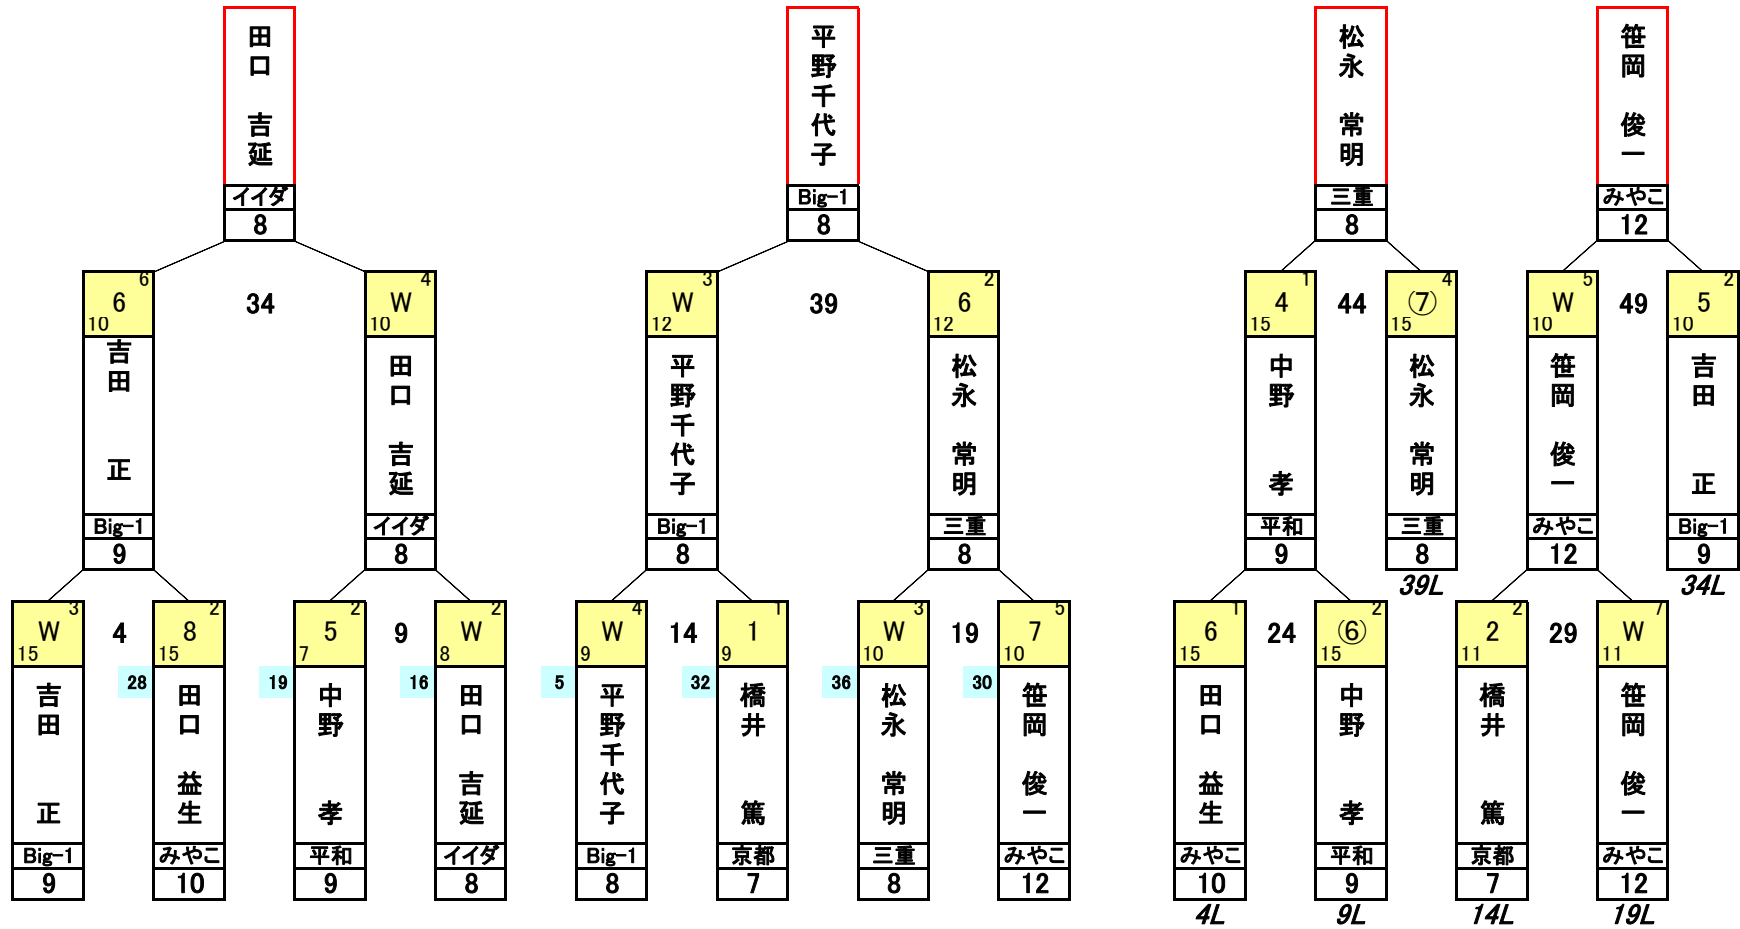 田口 吉延
平野千代子
松永 常明
笹岡 俊一
イイダ
Big-1
三重
みやこ
8
8
8
12
6
6
10
34
4
W
10
3
W
12
39
2
6
12
1
4
15
44
4
⑦
15
5
W
10
49
2
5
10
吉田 正
田口 吉延
平野千代子
松永 常明
中野 孝
松永 常明
笹岡 俊一
吉田 正
Big-1
イイダ
Big-1
三重
平和
三重
みやこ
Big-1
9
8
8
8
9
8
12
9
39L
34L
3
W
15
4
2
8
15
2
5
7
9
2
W
8
4
W
9
14
1
1
9
3
W
10
19
5
7
10
1
6
15
24
2
⑥
15
2
2
11
29
7
W
11
28
19
16
5
32
36
30
吉田 正
田口 益生
中野 孝
田口 吉延
平野千代子
橋井 篤
松永 常明
笹岡 俊一
田口 益生
中野 孝
橋井 篤
笹岡 俊一
Big-1
みやこ
平和
イイダ
Big-1
京都
三重
みやこ
みやこ
平和
京都
みやこ
9
10
9
8
8
7
8
12
10
9
7
12
4L
9L
14L
19L